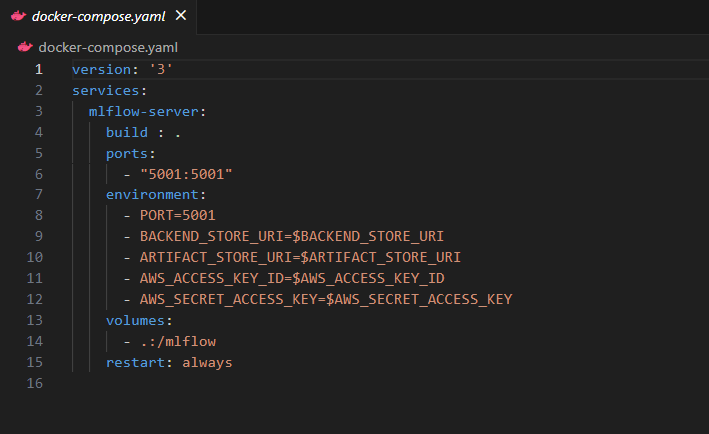 docker-compose.yaml ✕
docker-compose.yaml
1 version: '3'
2 services:
3   mlflow-server:
4     build : .
5     ports:
6       - "5001:5001"
7     environment:
8       - PORT=5001
9       - BACKEND_STORE_URI=$BACKEND_STORE_URI
10       - ARTIFACT_STORE_URI=$ARTIFACT_STORE_URI
11       - AWS_ACCESS_KEY_ID=$AWS_ACCESS_KEY_ID
12       - AWS_SECRET_ACCESS_KEY=$AWS_SECRET_ACCESS_KEY
13     volumes:
14       - .:/mlflow
15     restart: always
16